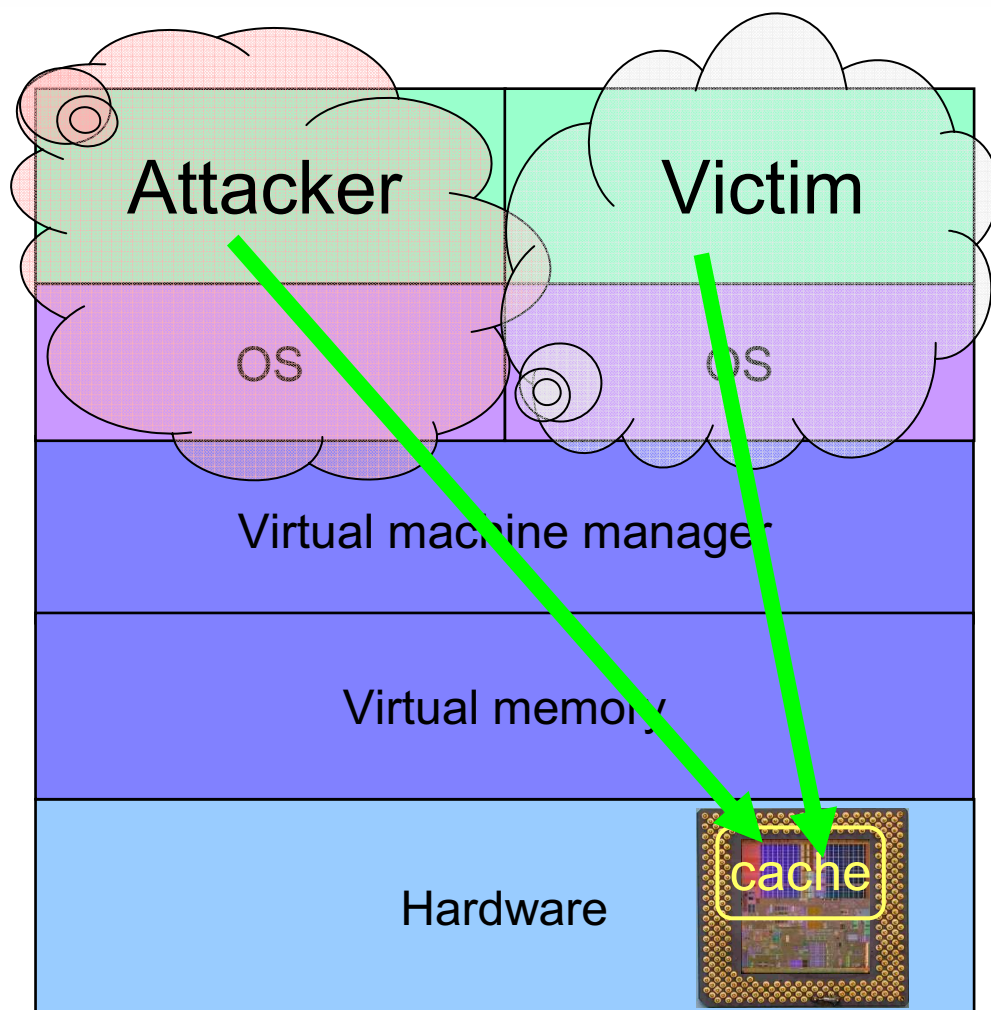 Attacker
Victim
OS
OS
Virtual machine manager
Virtual memory
Hardware
cache